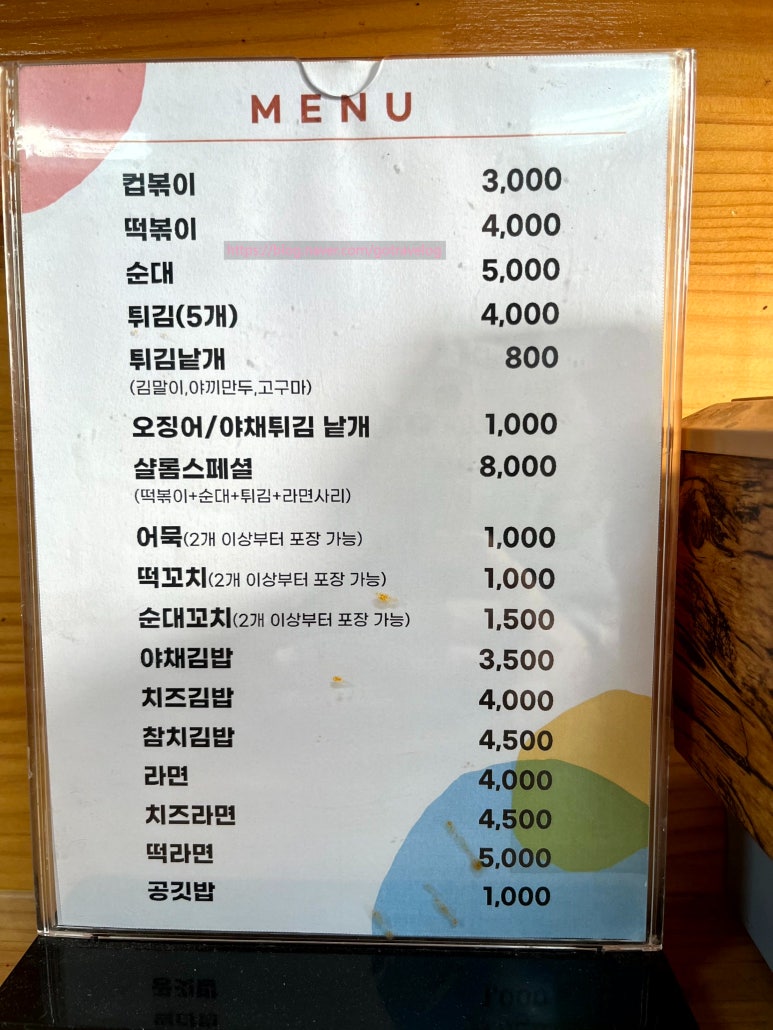 MENU
컵볶이 3,000
떡볶이 4,000
순대 5,000
튀김(5개) 4,000
튀김낱개 800
(김말이,야끼만두,고구마)
오징어/야채튀김 낱개 1,000
샬롬스페셜 8,000
(떡볶이+순대+튀김+라면사리)
어묵(2개 이상부터 포장 가능) 1,000
떡꼬치(2개 이상부터 포장 가능) 1,000
순대꼬치(2개 이상부터 포장 가능) 1,500
야채김밥 3,500
치즈김밥 4,000
참치김밥 4,500
라면 4,000
치즈라면 4,500
떡라면 5,000
공깃밥 1,000